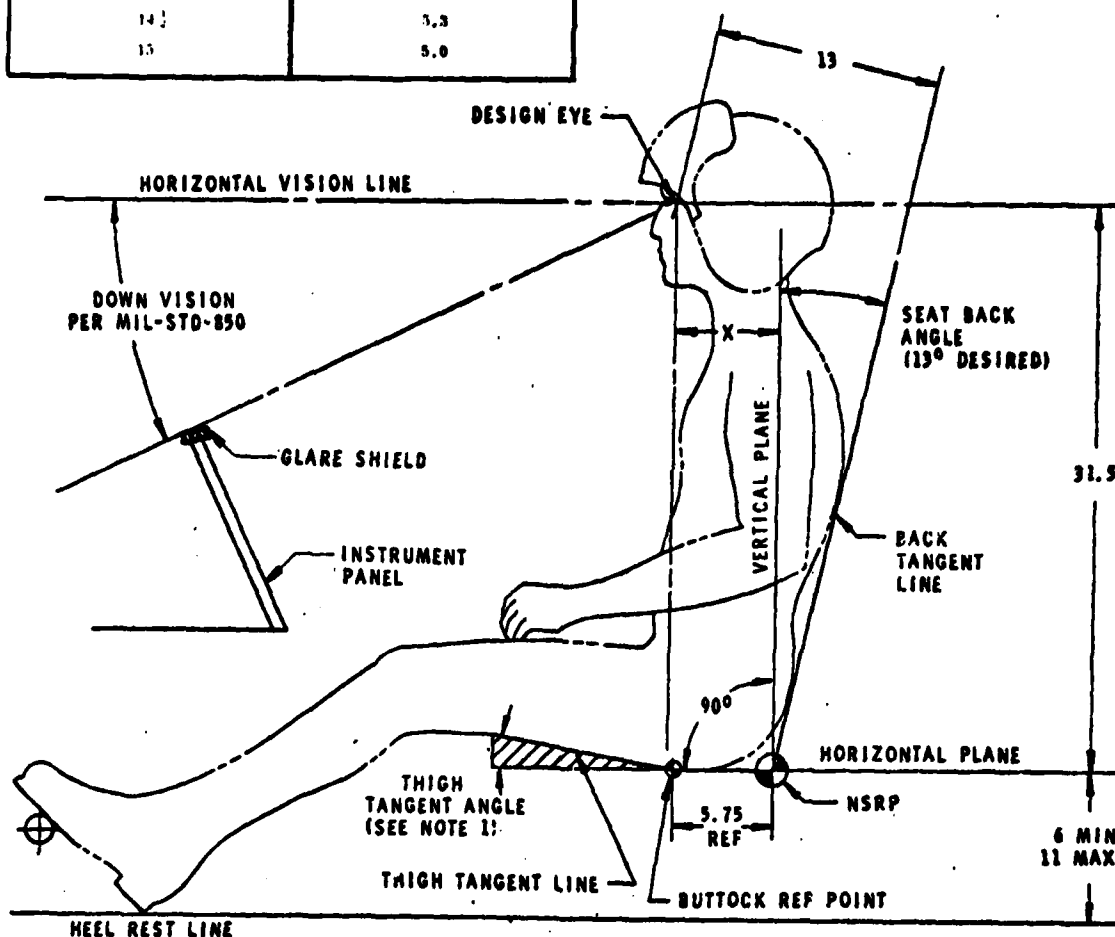 5.3
5.0
13
DESIGN EYE
HORIZONTAL VISION LINE
DOWN VISION
PER MIL-STD-850
SEAT BACK
ANGLE
(13° DESIRED)
X
VERTICAL PLANE
GLARE SHIELD
31.5
INSTRUMENT
PANEL
BACK
TANGENT
LINE
90°
HORIZONTAL PLANE
THIGH
TANGENT ANGLE
(SEE NOTE 1)
NSRP
5.75
REF
6 MIN
11 MAX
THIGH TANGENT LINE
BUTTOCK REF POINT
HEEL REST LINE